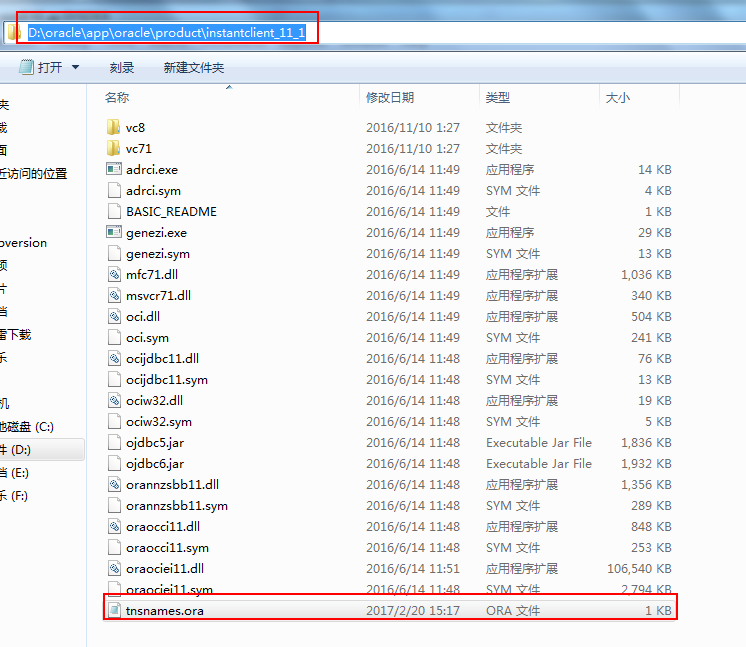 D:\oracle\app\oracle\product\instantclient_11_1
打开 刻录 新建文件夹
名称 修改日期 类型 大小
夹
载
面
近访问的位置
oversion
频
片
当
雷下载
乐
机
地磁盘 (C:)
件 (D:)
当 (E:)
乐 (F:)
vc8 2016/11/10 1:27 文件夹
vc71 2016/11/10 1:27 文件夹
adrci.exe 2016/6/14 11:49 应用程序 14 KB
adrci.sym 2016/6/14 11:49 SYM 文件 4 KB
BASIC_README 2016/6/14 11:49 文件 1 KB
genezi.exe 2016/6/14 11:49 应用程序 29 KB
genezi.sym 2016/6/14 11:49 SYM 文件 13 KB
mfc71.dll 2016/6/14 11:49 应用程序扩展 1,036 KB
msvcr71.dll 2016/6/14 11:49 应用程序扩展 340 KB
oci.dll 2016/6/14 11:49 应用程序扩展 504 KB
oci.sym 2016/6/14 11:49 SYM 文件 241 KB
ocijdbc11.dll 2016/6/14 11:48 应用程序扩展 76 KB
ocijdbc11.sym 2016/6/14 11:48 SYM 文件 13 KB
ociw32.dll 2016/6/14 11:48 应用程序扩展 19 KB
ociw32.sym 2016/6/14 11:48 SYM 文件 5 KB
ojdbc5.jar 2016/6/14 11:48 Executable Jar File 1,836 KB
ojdbc6.jar 2016/6/14 11:48 Executable Jar File 1,932 KB
orannzsbb11.dll 2016/6/14 11:48 应用程序扩展 1,356 KB
orannzsbb11.sym 2016/6/14 11:48 SYM 文件 289 KB
oraocci11.dll 2016/6/14 11:48 应用程序扩展 848 KB
oraocci11.sym 2016/6/14 11:48 SYM 文件 253 KB
oraociei11.dll 2016/6/14 11:51 应用程序扩展 106,540 KB
oraociei11.sym 2016/6/14 11:48 SYM 文件 2,794 KB
tnsnames.ora 2017/2/20 15:17 ORA 文件 1 KB